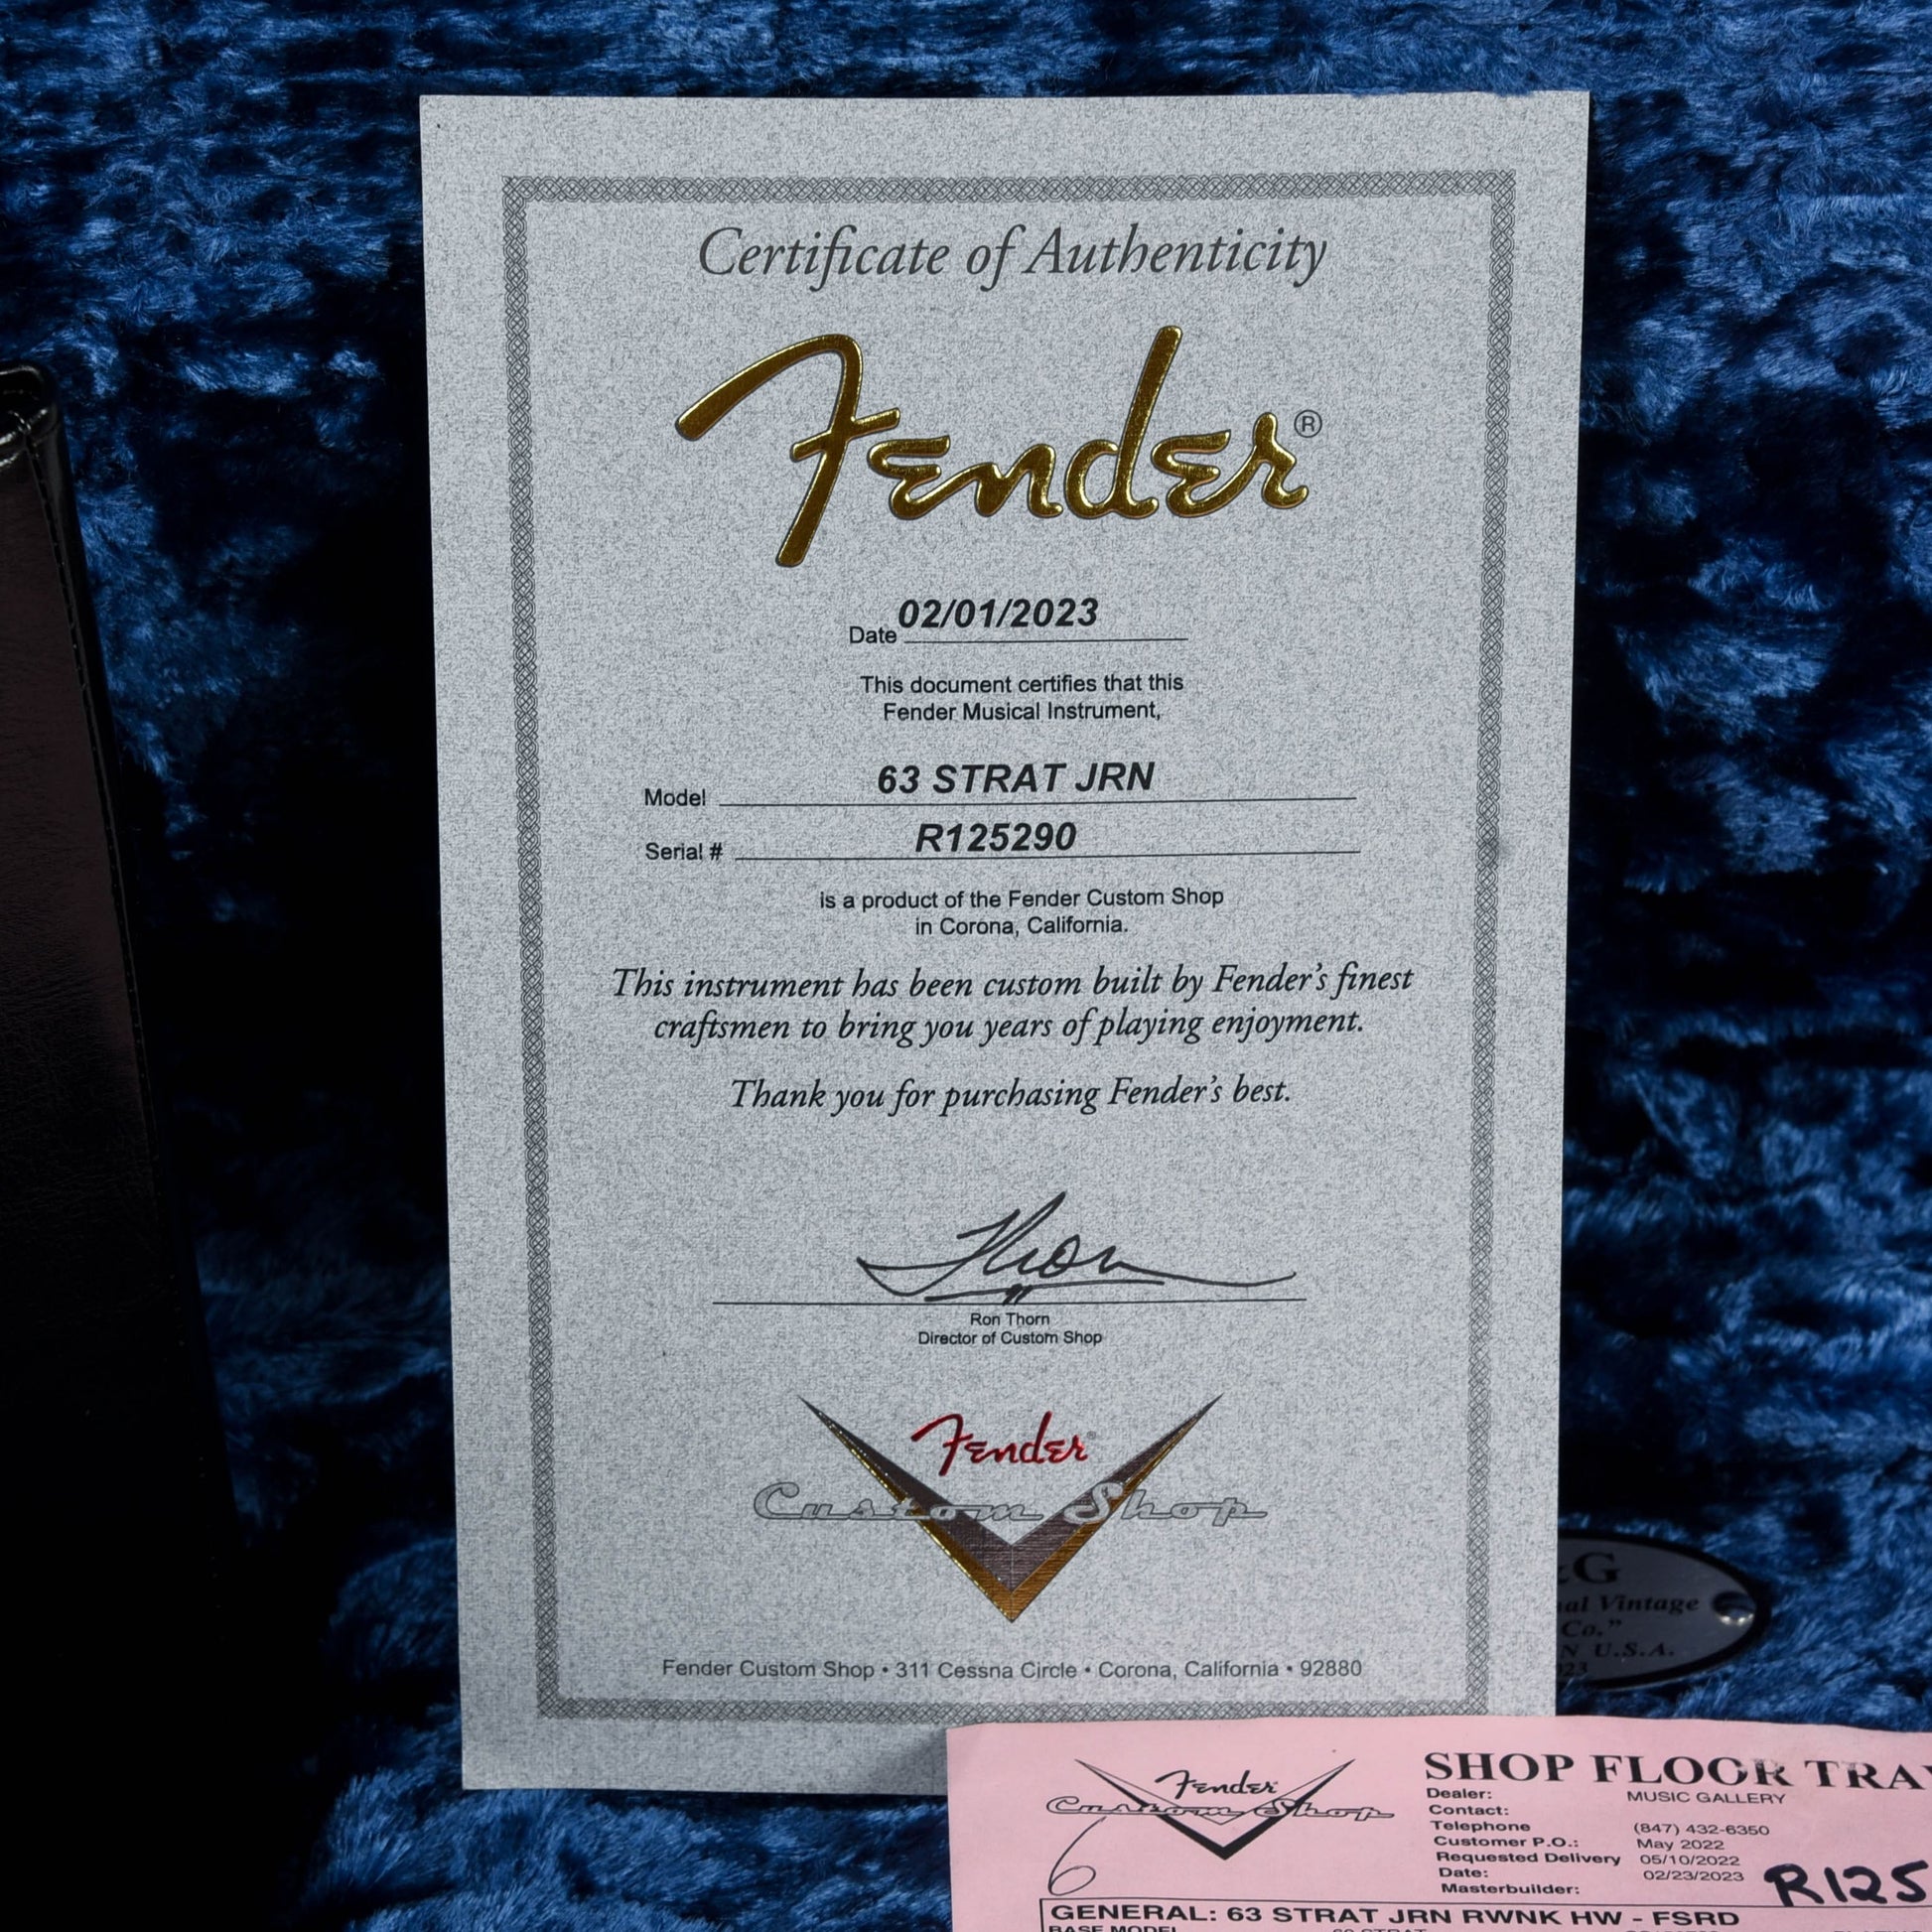 Certificate of Authenticity
Fender®
Date 02/01/2023
This document certifies that this
Fender Musical Instrument,
Model 63 STRAT JRN
Serial # R125290
is a product of the Fender Custom Shop
in Corona, California.
This instrument has been custom built by Fender's finest
craftsmen to bring you years of playing enjoyment.
Thank you for purchasing Fender's best.
Thorn
Ron Thorn
Director of Custom Shop
Fender®
Custom Shop
Fender Custom Shop • 311 Cessna Circle • Corona, California • 92880
G
Vintage
Co."
U.S.A.
Fender
Custom Shop
6
SHOP FLOOR TRA
Dealer: MUSIC GALLERY
Contact:
Telephone (847) 432-6350
Customer P.O.: May 2022
Requested Delivery 05/10/2022
Date: 02/23/2023
Masterbuilder:
R125
GENERAL: 63 STRAT JRN RWNK HW - FSRD
BASE MODEL